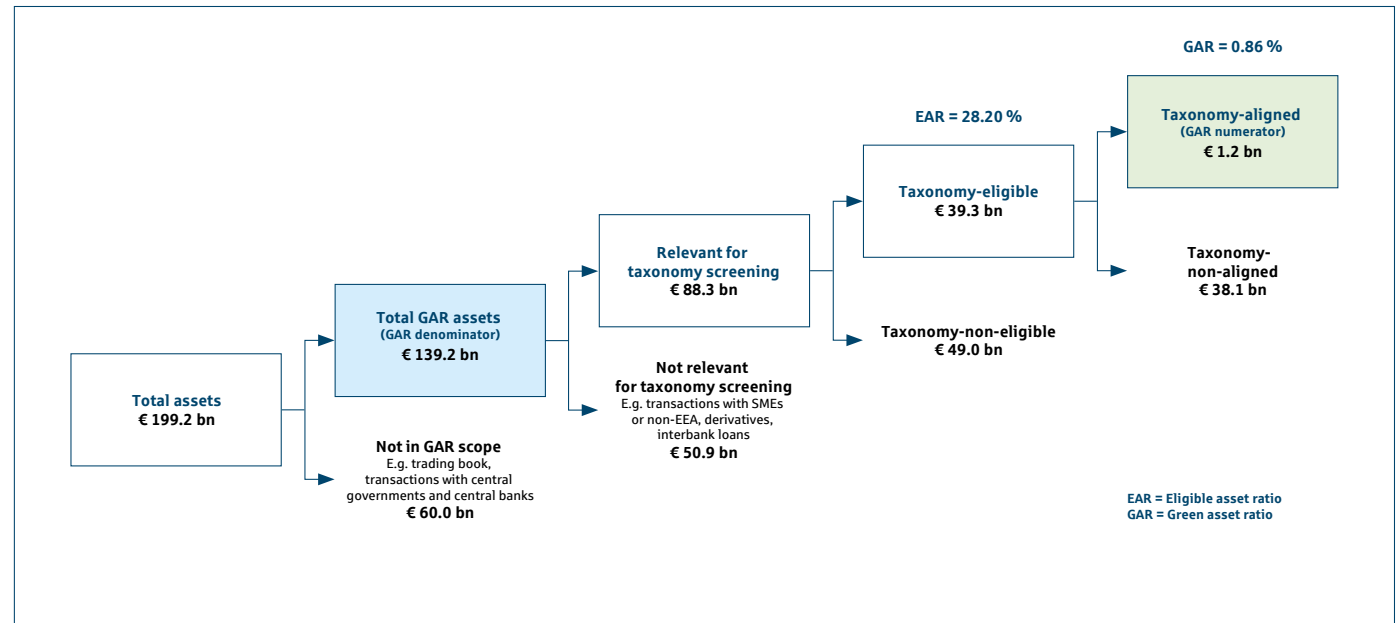 Total assets
€ 199.2 bn
Total GAR assets
(GAR denominator)
€ 139.2 bn
Not in GAR scope
E.g. trading book,
transactions with central
governments and central banks
€ 60.0 bn
Relevant for
taxonomy screening
€ 88.3 bn
Not relevant
for taxonomy screening
E.g. transactions with SMEs
or non-EEA, derivatives,
interbank loans
€ 50.9 bn
EAR = 28.20 %
Taxonomy-eligible
€ 39.3 bn
Taxonomy-non-eligible
€ 49.0 bn
GAR = 0.86 %
Taxonomy-aligned
(GAR numerator)
€ 1.2 bn
Taxonomy-
non-aligned
€ 38.1 bn
EAR = Eligible asset ratio
GAR = Green asset ratio